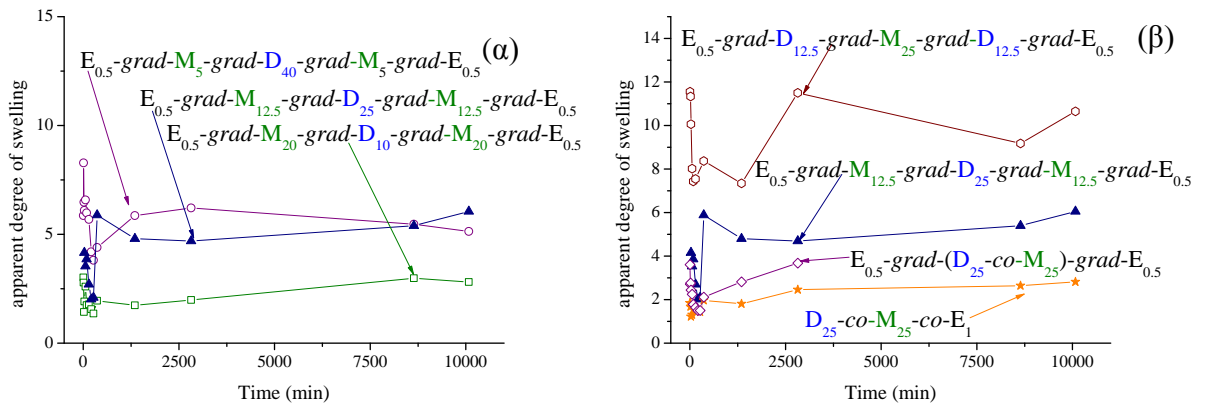 15
10
5
0
apparent degree of swelling
0
2500
5000
7500
10000
Time (min)
(α)
E0.5-grad-M5-grad-D40-grad-M5-grad-E0.5
E0.5-grad-M12.5-grad-D25-grad-M12.5-grad-E0.5
E0.5-grad-M20-grad-D10-grad-M20-grad-E0.5
14
12
10
8
6
4
2
0
apparent degree of swelling
0
2500
5000
7500
10000
Time (min)
(β)
E0.5-grad-D12.5-grad-M25-grad-D12.5-grad-E0.5
E0.5-grad-M12.5-grad-D25-grad-M12.5-grad-E0.5
E0.5-grad-(D25-co-M25)-grad-E0.5
D25-co-M25-co-E1